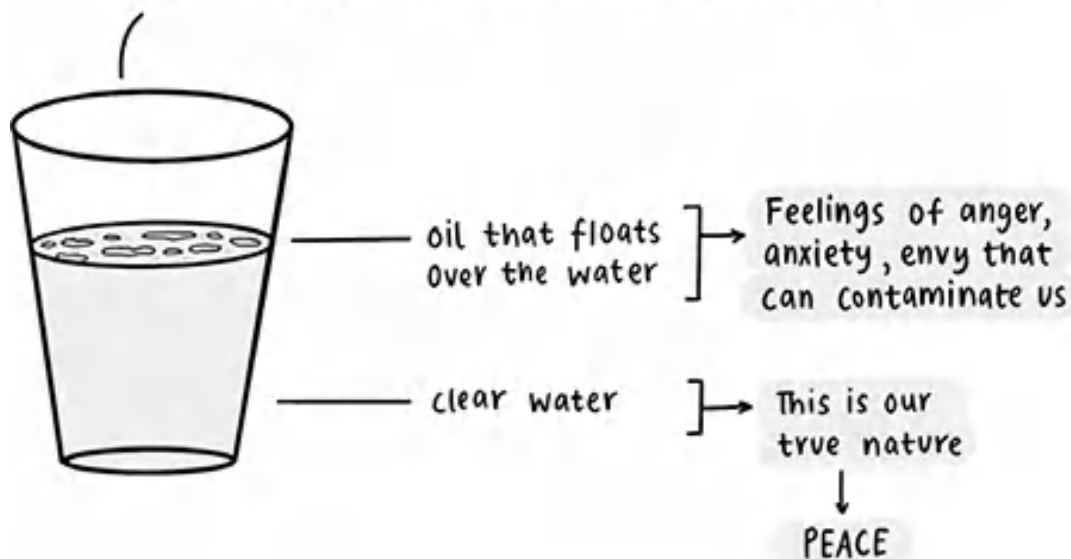 oil that floats
over the water
Feelings of anger,
anxiety, envy that
can contaminate us
clear water
This is our
true nature
PEACE